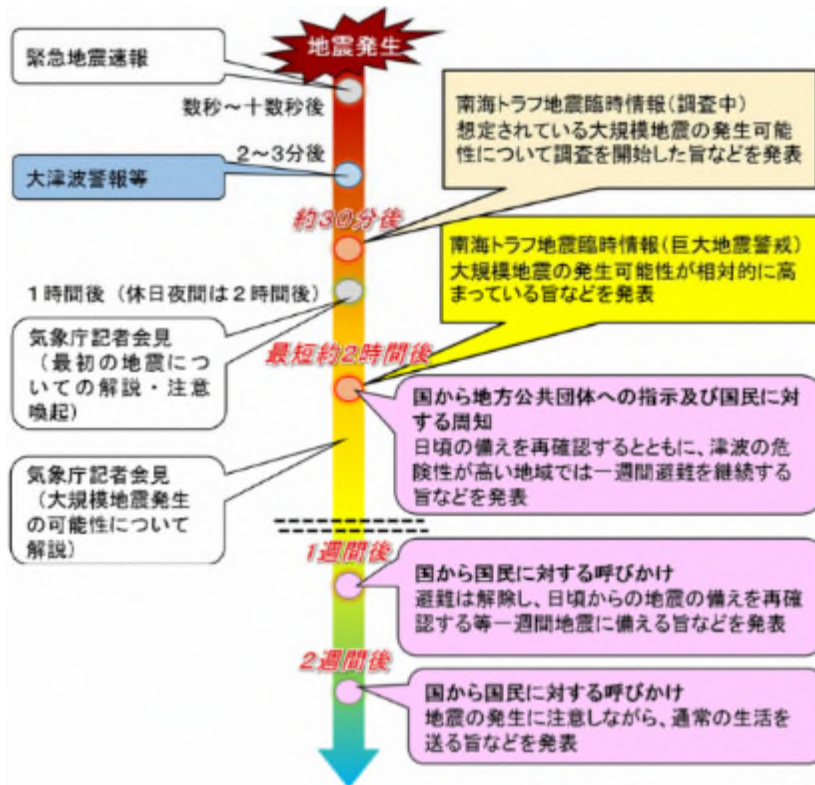 地震発生
緊急地震速報
数秒～十数秒後
2～3分後
大津波警報等
約30分後
南海トラフ地震臨時情報（調査中）
想定されている大規模地震の発生可能
性について調査を開始した旨などを発表
1時間後（休日夜間は2時間後）
気象庁記者会見
（最初の地震につ
いての解説・注意
喚起）
最短約2時間後
南海トラフ地震臨時情報（巨大地震警戒）
大規模地震の発生可能性が相対的に高
まっている旨などを発表
国から地方公共団体への指示及び国民に対
する周知
日頃の備えを再確認するとともに、津波の危
険性が高い地域では一週間避難を継続する
旨などを発表
気象庁記者会見
（大規模地震発生
の可能性について
解説）
1週間後
国から国民に対する呼びかけ
避難は解除し、日頃からの地震の備えを再確
認する等一週間地震に備える旨などを発表
2週間後
国から国民に対する呼びかけ
地震の発生に注意しながら、通常の生活を
送る旨などを発表